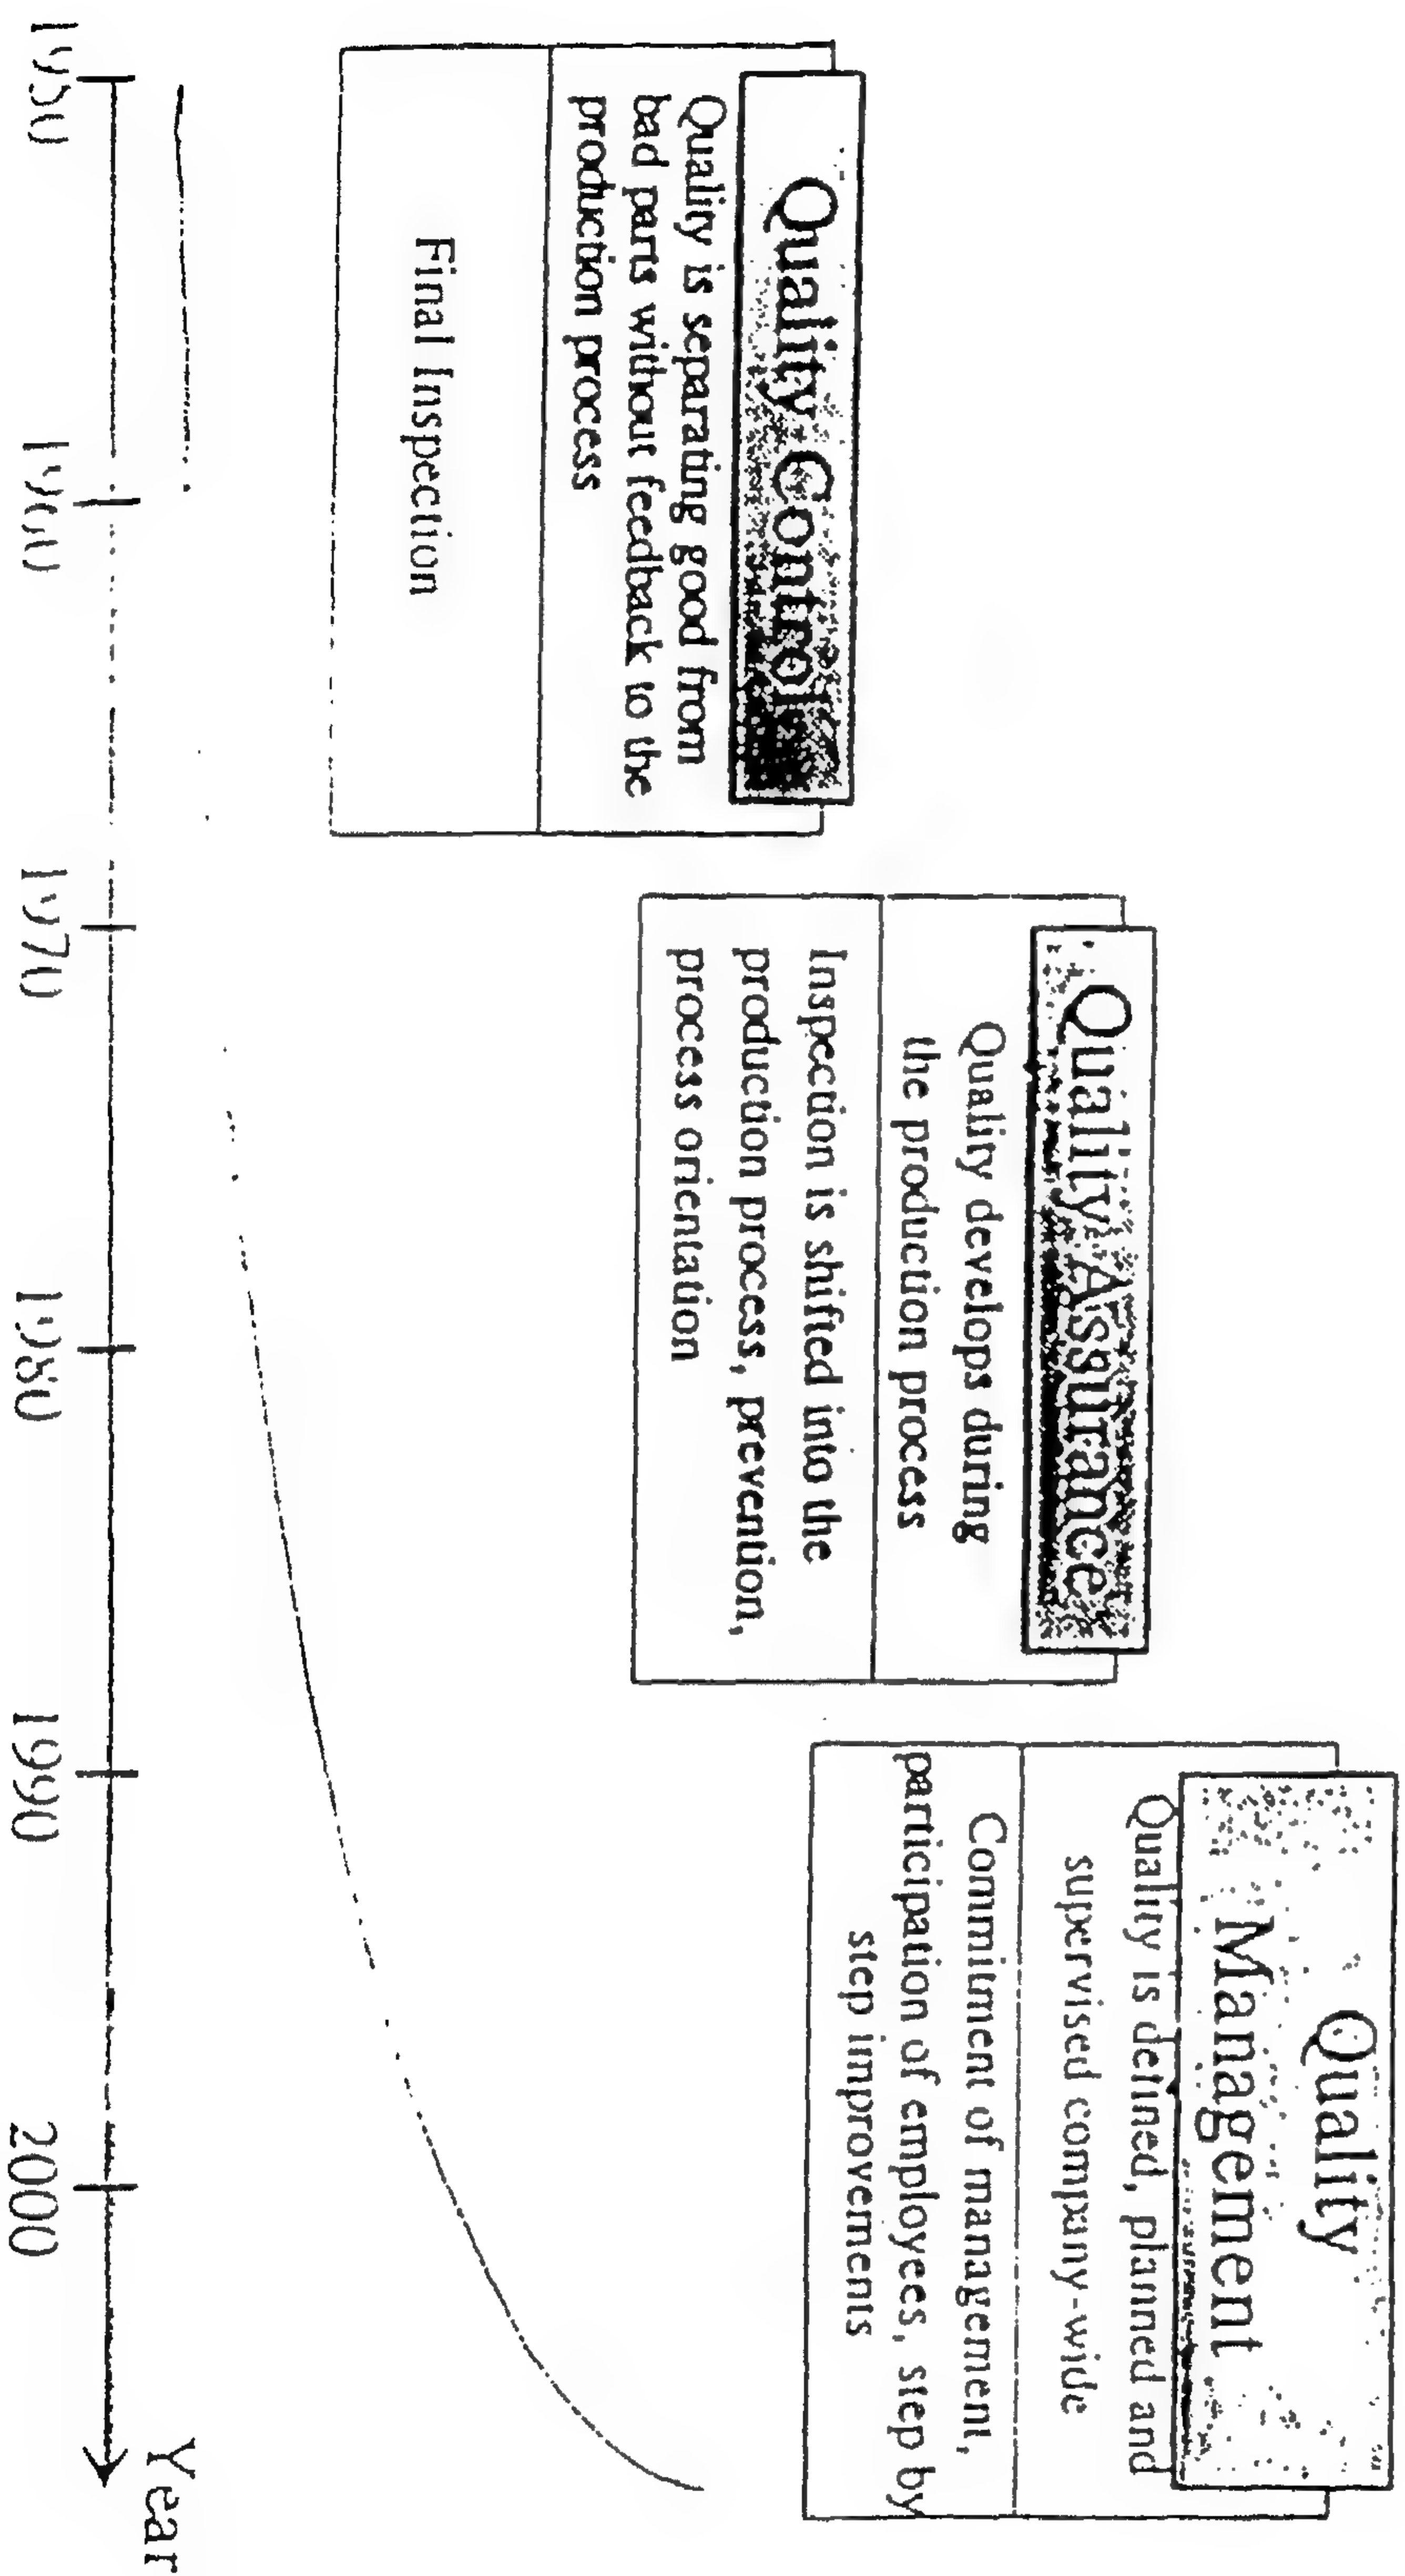 Quality Control
Quality is separating good from
bad parts without feedback to the
production process
Final Inspection
Quality Assurance
Quality develops during
the production process
Inspection is shifted into the
production process, prevention,
process orientation
Quality
Management
Quality is defined, planned and
supervised company-wide
Commitment of management,
participation of employees, step by
step improvements
1950
1960
1970
1980
1990
2000
Year